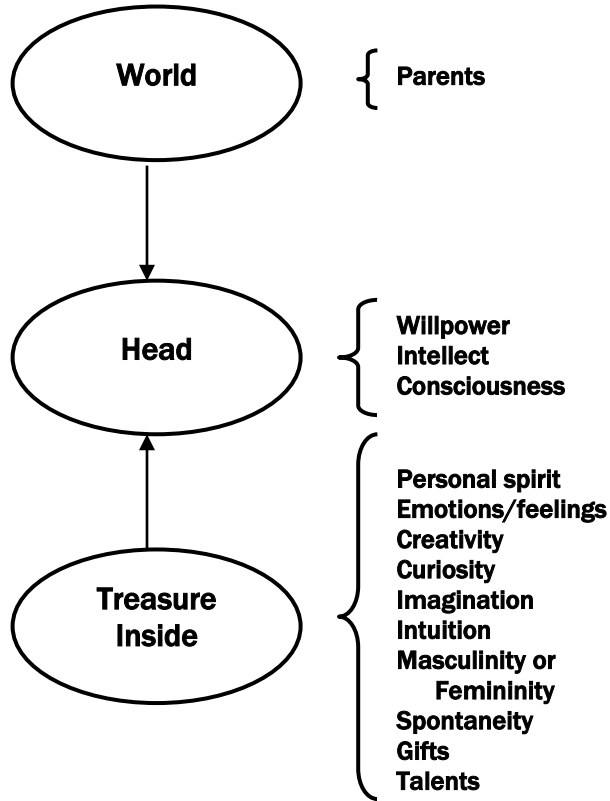 World
Parents
Head
Willpower
Intellect
Consciousness
Treasure
Inside
Personal spirit
Emotions/feelings
Creativity
Curiosity
Imagination
Intuition
Masculinity or
Femininity
Spontaneity
Gifts
Talents